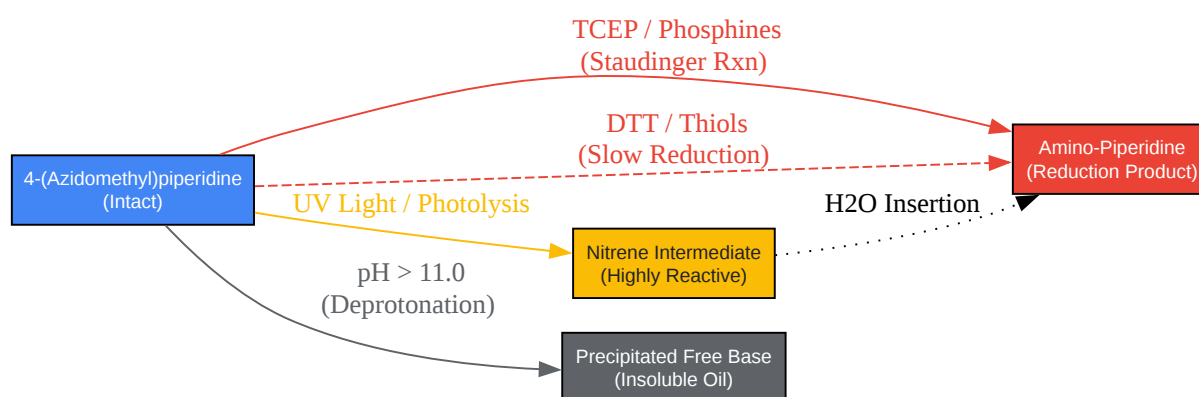 TCEP / Phosphines
(Staudinger Rxn)
DTT / Thiols
(Slow Reduction)
Amino-Piperidine
(Reduction Product)
4-(Azidomethyl)piperidine
(Intact)
UV Light / Photolysis
H2O Insertion
Nitrene Intermediate
(Highly Reactive)
pH > 11.0
(Deprotonation)
Precipitated Free Base
(Insoluble Oil)